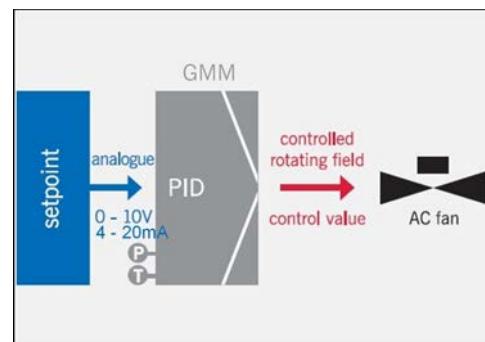 GMM
setpoint
analogue
0 - 10V
4 - 20mA
PID
P
T
controlled
rotating field
control value
AC fan